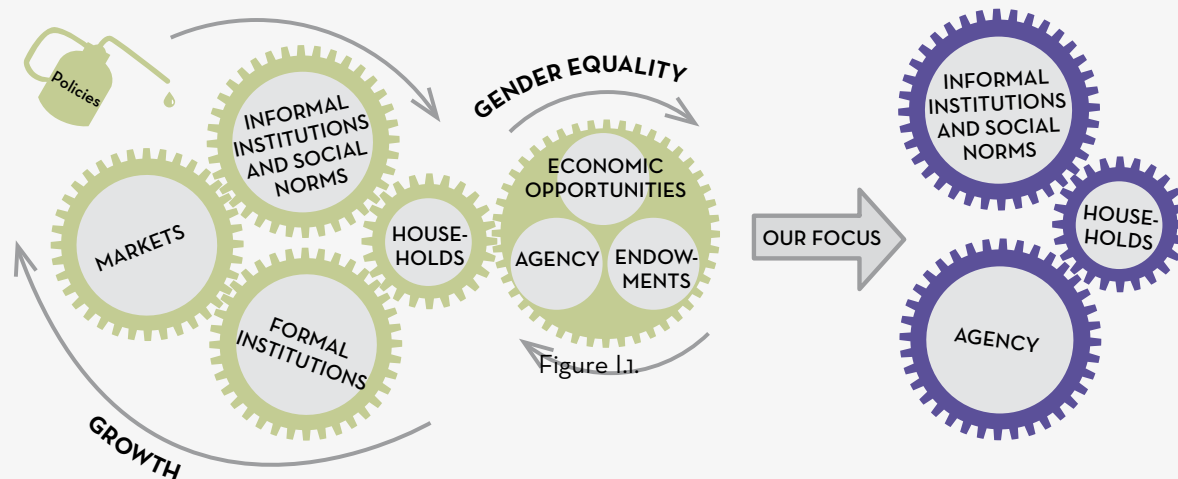 Policies
INFORMAL
INSTITUTIONS
AND SOCIAL
NORMS
MARKETS
FORMAL
INSTITUTIONS
HOUSE-
HOLDS
GROWTH
GENDER EQUALITY
ECONOMIC
OPPORTUNITIES
AGENCY
ENDOW-
MENTS
Figure I.1.
OUR FOCUS
INFORMAL
INSTITUTIONS
AND SOCIAL
NORMS
HOUSE-
HOLDS
AGENCY